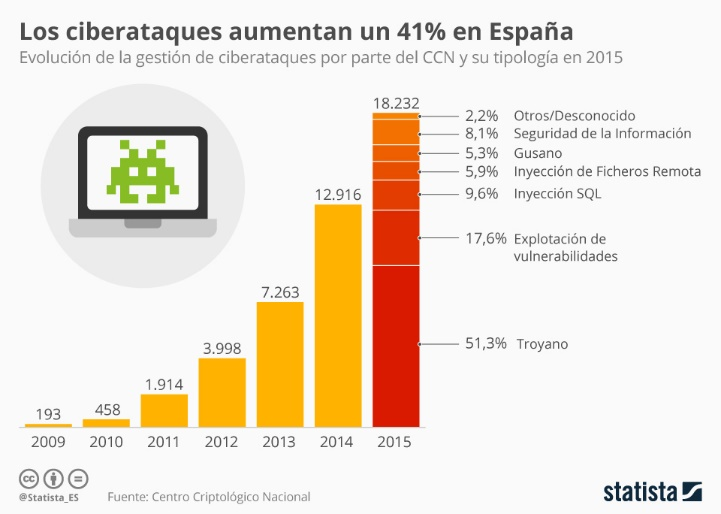 Los ciberataques aumentan un 41% en España
Evolución de la gestión de ciberataques por parte del CCN y su tipología en 2015
18.232
2,2% Otros/Desconocido
8,1% Seguridad de la Información
5,3% Gusano
5,9% Inyección de Ficheros Remota
12.916
9,6% Inyección SQL
17,6% Explotación de
vulnerabilidades
7.263
51,3% Troyano
3.998
1.914
193
458
2009 2010 2011 2012 2013 2014 2015
cc
@Statista_ES
Fuente: Centro Criptológico Nacional
statista